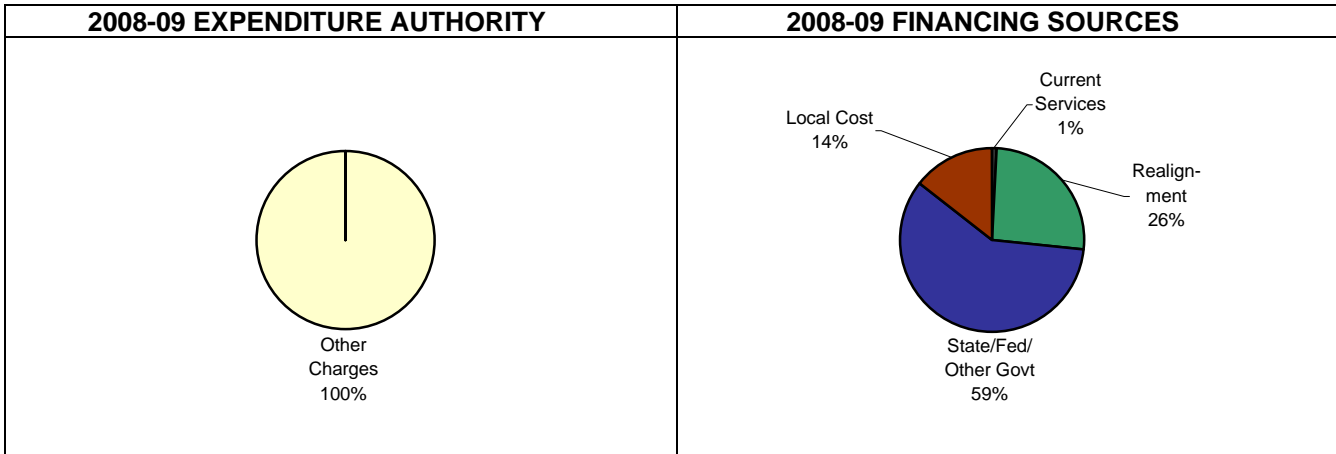 2008-09 EXPENDITURE AUTHORITY
Other
Charges
100%
2008-09 FINANCING SOURCES
Current
Services
1%
Local Cost
14%
Realign-
ment
26%
State/Fed/
Other Govt
59%